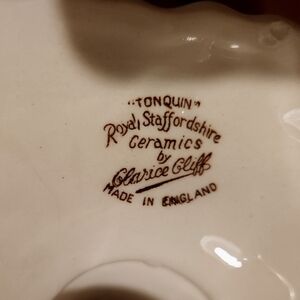 "TONQUIN"
Royal Staffordshire
Ceramics
by
Clarice Cliff
MADE IN ENGLAND